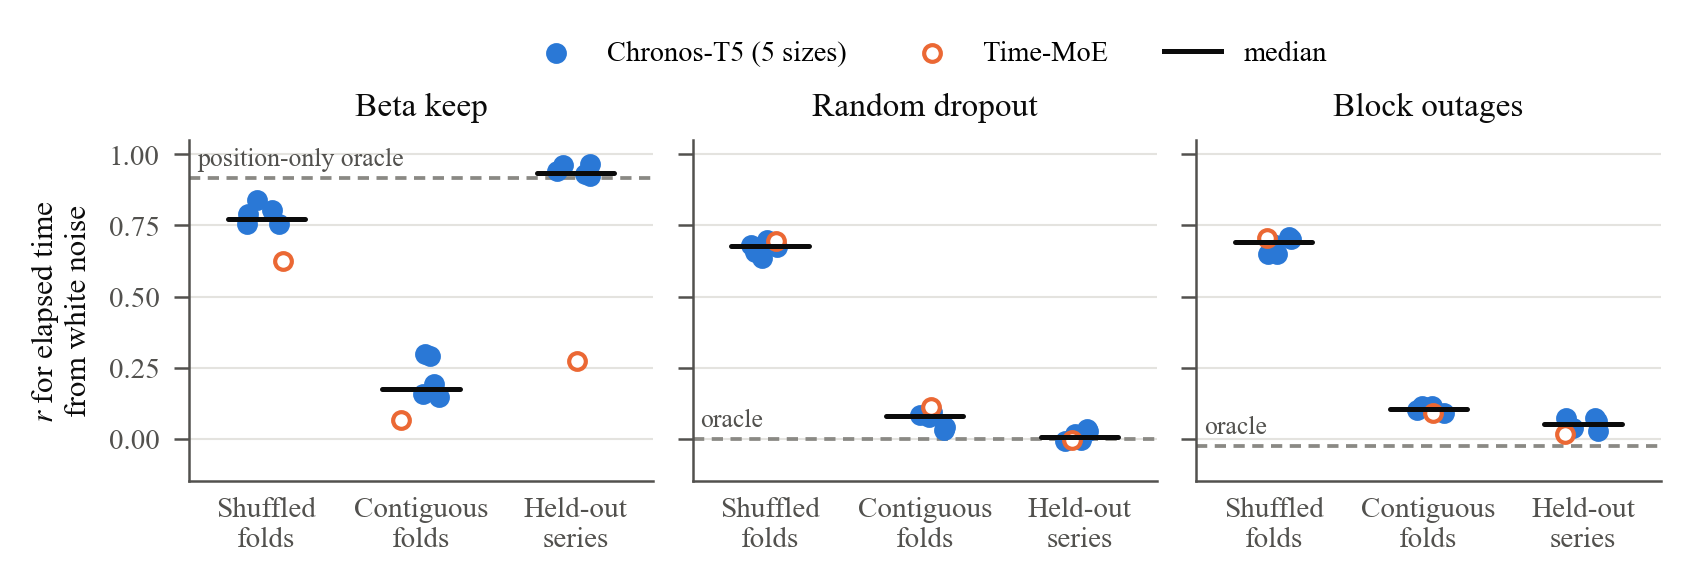 Chronos-T5 (5 sizes) Time-MoE median
Beta keep
Random dropout
Block outages
r for elapsed time
from white noise
1.00
0.75
0.50
0.25
0.00
position-only oracle
oracle
oracle
Shuffled
folds
Contiguous
folds
Held-out
series
Shuffled
folds
Contiguous
folds
Held-out
series
Shuffled
folds
Contiguous
folds
Held-out
series